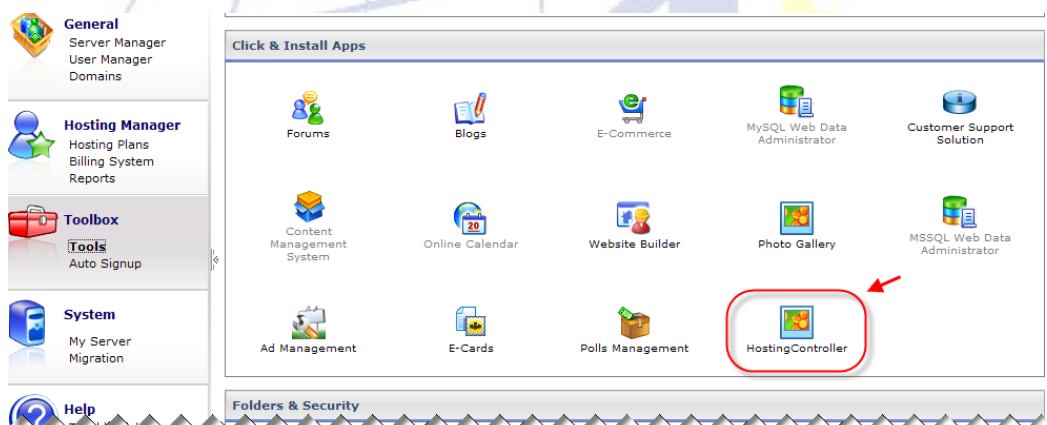 General
Server Manager
User Manager
Domains
Hosting Manager
Hosting Plans
Billing System
Reports
Toolbox
Tools
Auto Signup
System
My Server
Migration
Help
Click & Install Apps
Forums
Blogs
E-Commerce
MySQL Web Data
Administrator
Customer Support
Solution
Content
Management
System
20
Online Calendar
Website Builder
Photo Gallery
MSSQL Web Data
Administrator
Ad Management
E-Cards
Polls Management
HostingController
Folders & Security